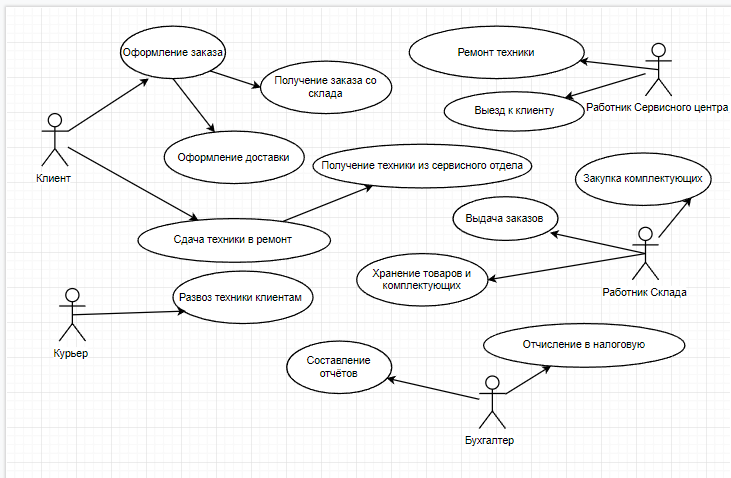 Оформление заказа
Ремонт техники
Получение заказа со
склада
Работник Сервисного центра
Выезд к клиенту
Клиент
Оформление доставки
Получение техники из сервисного отдела
Закупка комплектующих
Выдача заказов
Сдача техники в ремонт
Хранение товаров и
комплектующих
Работник Склада
Развоз техники клиентам
Курьер
Отчисление в налоговую
Составление
отчётов
Бухгалтер